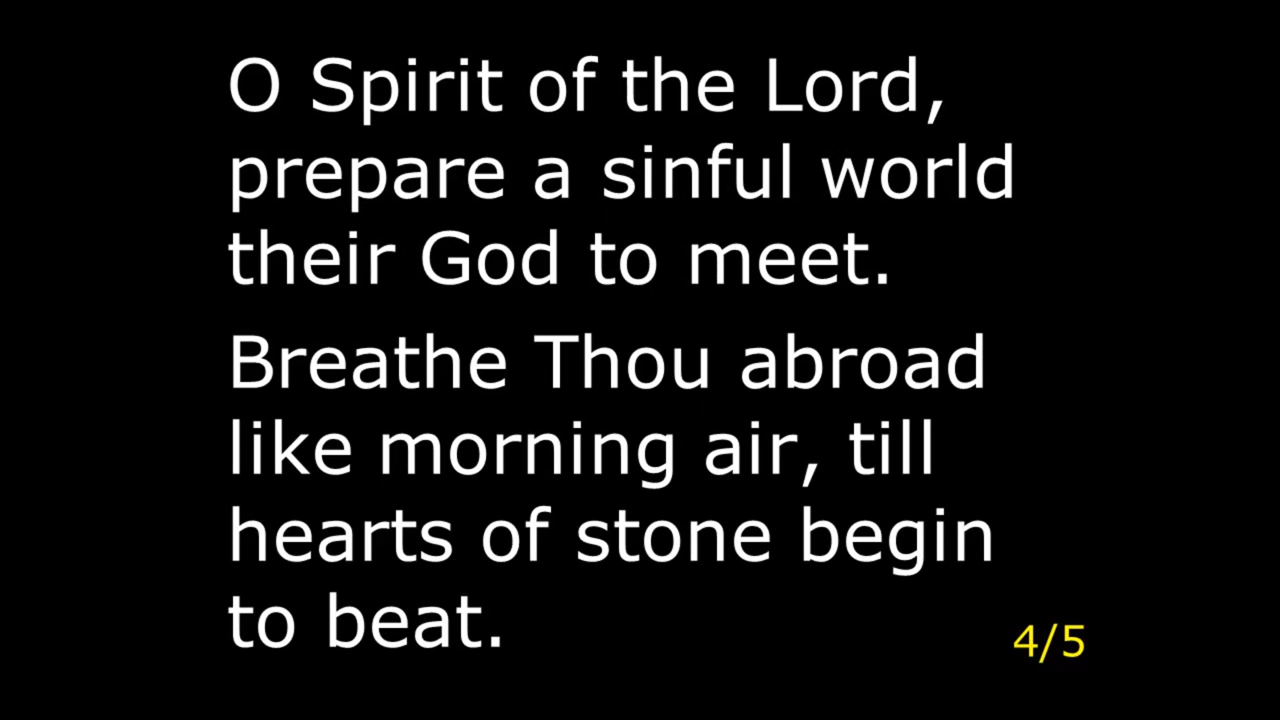 O Spirit of the Lord,
prepare a sinful world
their God to meet.
Breathe Thou abroad
like morning air, till
hearts of stone begin
to beat.
4/5